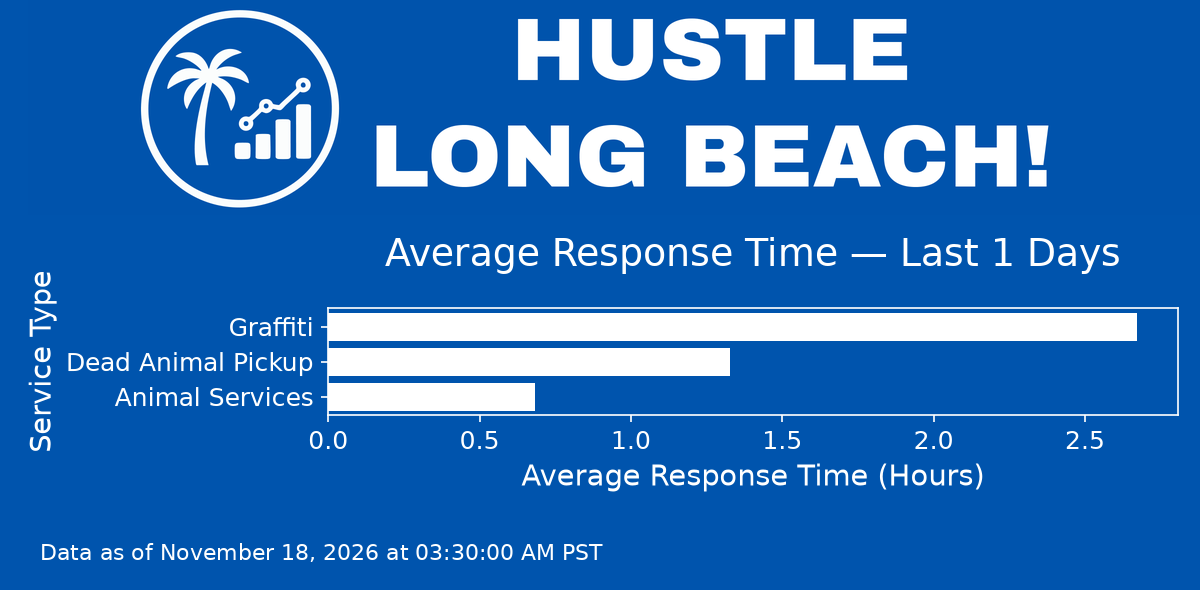 HUSTLE
LONG BEACH!
Average Response Time — Last 1 Days
Service Type
Graffiti
Dead Animal Pickup
Animal Services
0.0 0.5 1.0 1.5 2.0 2.5
Average Response Time (Hours)
Data as of November 18, 2026 at 03:30:00 AM PST